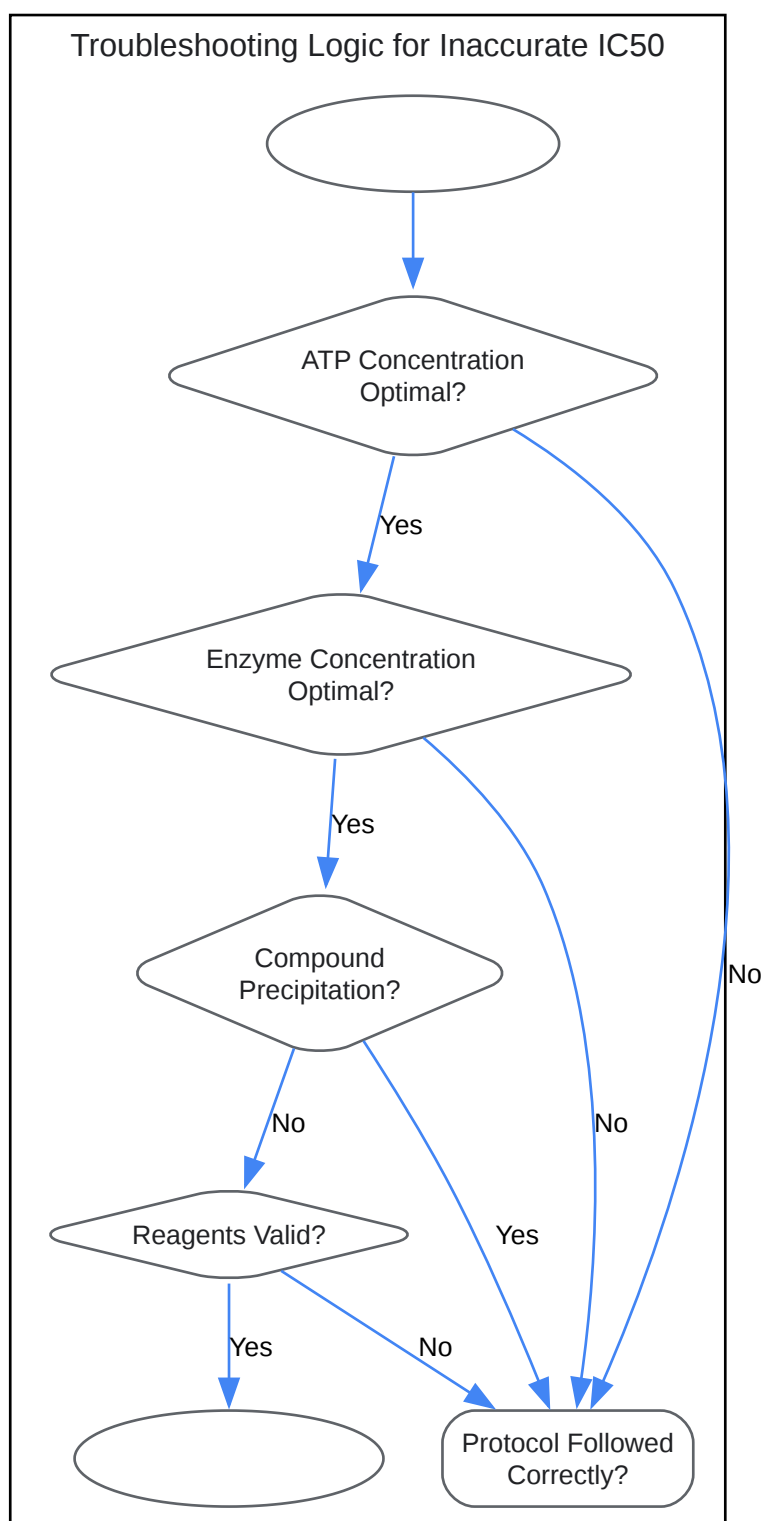 Troubleshooting Logic for Inaccurate IC50
ATP Concentration
Optimal?
Yes
Enzyme Concentration
Optimal?
Yes
Compound
Precipitation?
No
No
No
Yes
Reagents Valid?
Yes
No
Protocol Followed
Correctly?